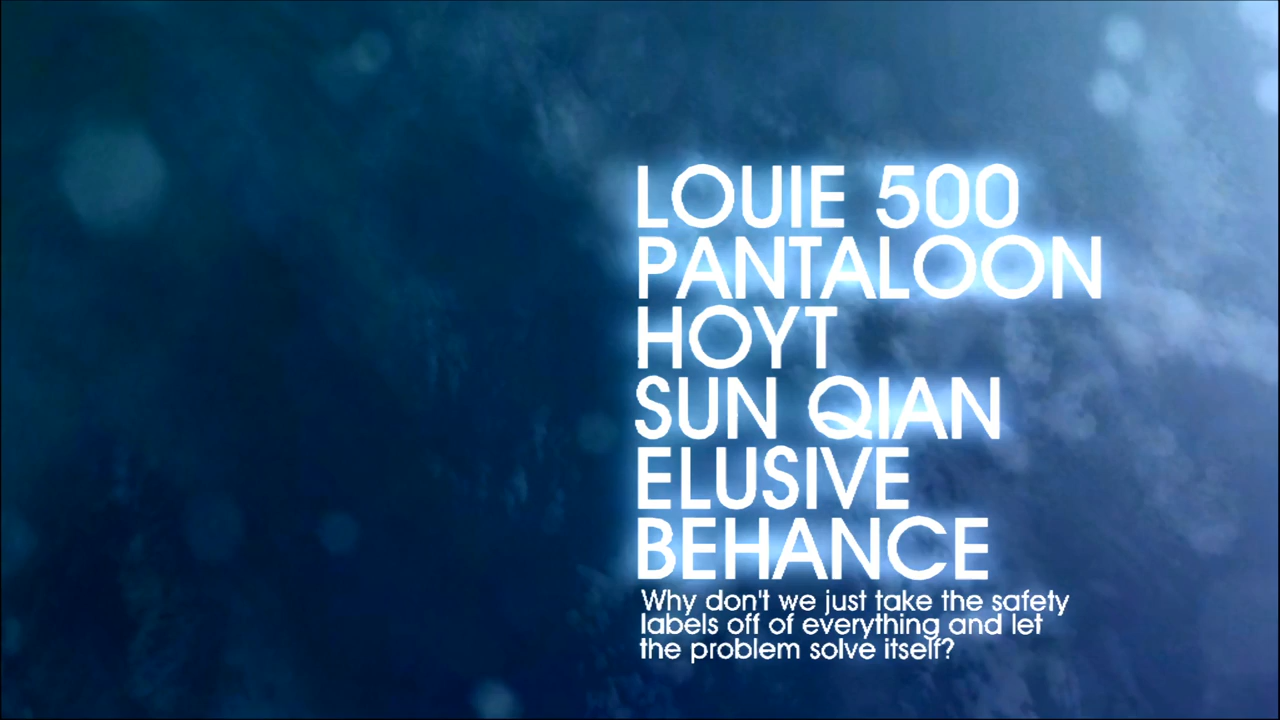 LOUIE 500
PANTALOON
HOYT
SUN QIAN
ELUSIVE
BEHANCE
Why don't we just take the safety
labels off of everything and let
the problem solve itself?